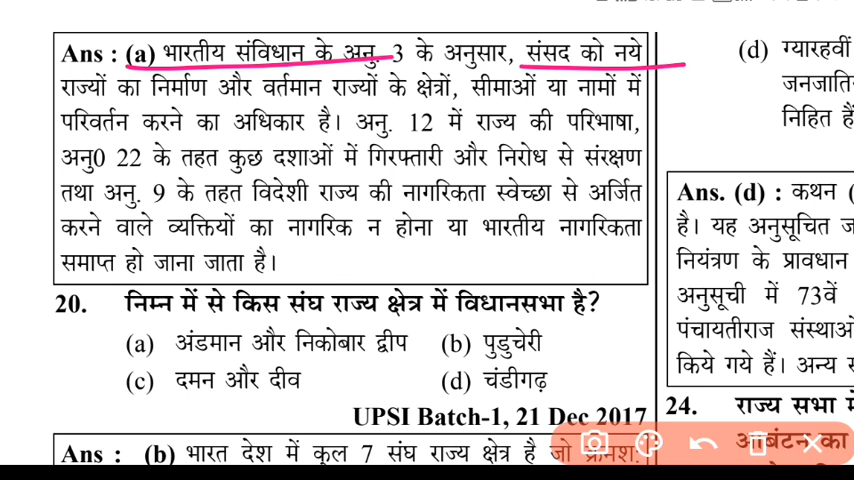 Ans : (a) भारतीय संविधान के अनु. 3 के अनुसार, संसद को नये
राज्यों का निर्माण और वर्तमान राज्यों के क्षेत्रों, सीमाओं या नामों में
परिवर्तन करने का अधिकार है। अनु. 12 में राज्य की परिभाषा,
अनु0 22 के तहत कुछ दशाओं में गिरफ्तारी और निरोध से संरक्षण
तथा अनु. 9 के तहत विदेशी राज्य की नागरिकता स्वेच्छा से अर्जित
करने वाले व्यक्तियों का नागरिक न होना या भारतीय नागरिकता
समाप्त हो जाना जाता है।
20. निम्न में से किस संघ राज्य क्षेत्र में विधानसभा है?
(a) अंडमान और निकोबार द्वीप (b) पुडुचेरी
(c) दमन और दीव (d) चंडीगढ़
UPSI Batch-1, 21 Dec 2017
Ans : (b) भारत देश में कुल 7 संघ राज्य क्षेत्र है जो क्रमश:
(d) ग्यारहवीं
जनजाति
निहित हैं
Ans. (d) : कथन (
है। यह अनुसूचित ज
नियंत्रण के प्रावधान
अनुसूची में 73वें
पंचायतीराज संस्थाओ
किये गये हैं। अन्य
24. राज्य सभा में
आबंटन का